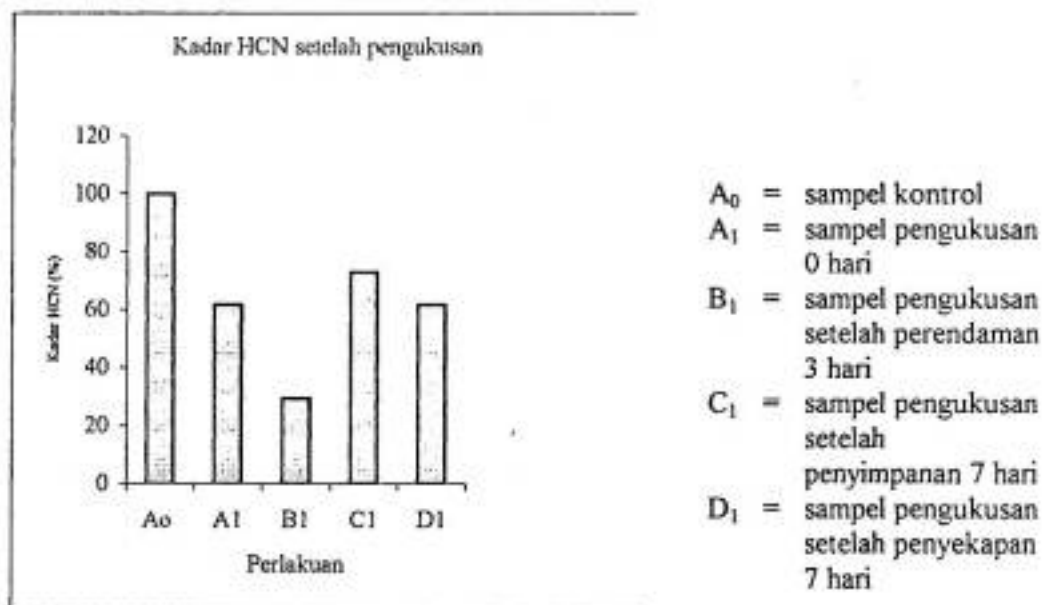 Kadar HCN setelah pengukusan
120
100
80
60
40
20
0
Kadar HCN (%)
Ao A1 B1 C1 D1
Perlakuan
A₀ = sampel kontrol
A₁ = sampel pengukusan
0 hari
B₁ = sampel pengukusan
setelah perendaman
3 hari
C₁ = sampel pengukusan
setelah
penyimpanan 7 hari
D₁ = sampel pengukusan
setelah penyekapan
7 hari